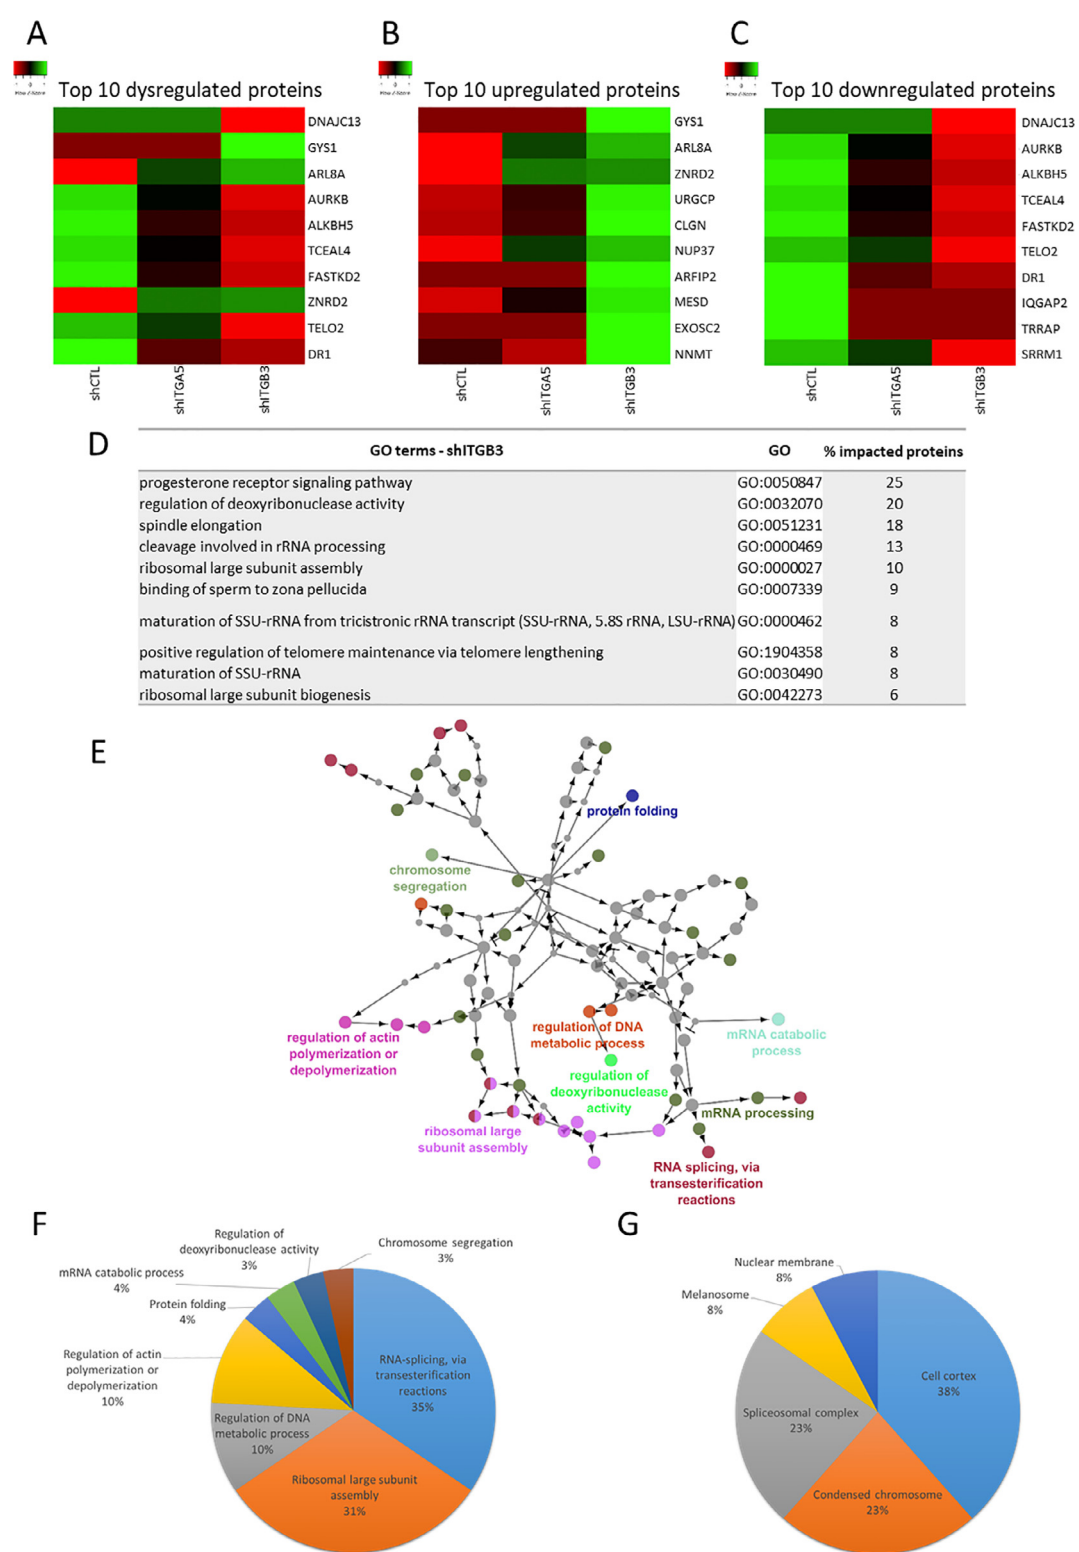 A
B
C
Top 10 dysregulated proteins
Top 10 upregulated proteins
Top 10 downregulated proteins
DNAJC13
GYS1
ARL8A
AURKB
ALKBH5
TCEAL4
FASTKD2
ZNRD2
TELO2
DR1
shCTL
shITGA5
shITGB3
GYS1
ARL8A
ZNRD2
URGCP
CLGN
NUP37
ARFIP2
MESD
EXOSC2
NNMT
shCTL
shITGA5
shITGB3
DNAJC13
AURKB
ALKBH5
TCEAL4
FASTKD2
TELO2
DR1
IQGAP2
TRRAP
SRRM1
shCTL
shITGA5
shITGB3
D
GO terms - shITGB3 GO % impacted proteins
progesterone receptor signaling pathway GO:0050847 25
regulation of deoxyribonuclease activity GO:0032070 20
spindle elongation GO:0051231 18
cleavage involved in rRNA processing GO:0000469 13
ribosomal large subunit assembly GO:0000027 10
binding of sperm to zona pellucida GO:0007339 9
maturation of SSU-rRNA from tricistronic rRNA transcript (SSU-rRNA, 5.8S rRNA, LSU-rRNA) GO:0000462 8
positive regulation of telomere maintenance via telomere lengthening GO:1904358 8
maturation of SSU-rRNA GO:0030490 8
ribosomal large subunit biogenesis GO:0042273 6
E
protein folding
chromosome
segregation
regulation of actin
polymerization or
depolymerization
regulation of DNA
metabolic process
mRNA catabolic
process
regulation of
deoxyribonuclease
activity
mRNA processing
ribosomal large
subunit assembly
RNA splicing, via
transesterification
reactions
F
Regulation of
deoxyribonuclease activity
3%
Chromosome segregation
3%
mRNA catabolic process
4%
Protein folding
4%
Regulation of actin
polymerization or
depolymerization
10%
RNA-splicing, via
transesterification
reactions
35%
Regulation of DNA
metabolic process
10%
Ribosomal large subunit
assembly
31%
G
Nuclear membrane
8%
Melanosome
8%
Cell cortex
38%
Spliceosomal complex
23%
Condensed chromosome
23%